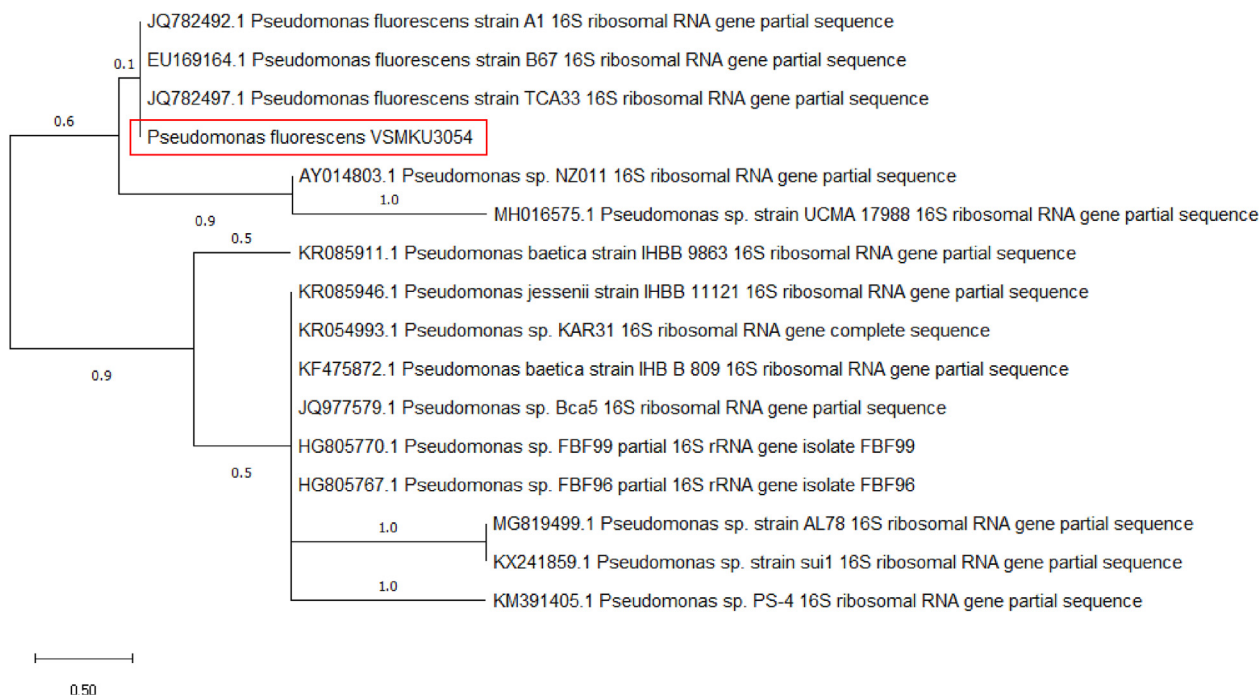 JQ782492.1 Pseudomonas fluorescens strain A1 16S ribosomal RNA gene partial sequence
0.1
EU169164.1 Pseudomonas fluorescens strain B67 16S ribosomal RNA gene partial sequence
JQ782497.1 Pseudomonas fluorescens strain TCA33 16S ribosomal RNA gene partial sequence
0.6
Pseudomonas fluorescens VSMKU3054
AY014803.1 Pseudomonas sp. NZ011 16S ribosomal RNA gene partial sequence
1.0
MH016575.1 Pseudomonas sp. strain UCMA 17988 16S ribosomal RNA gene partial sequence
0.9
0.5
KR085911.1 Pseudomonas baetica strain IHBB 9863 16S ribosomal RNA gene partial sequence
KR085946.1 Pseudomonas jessenii strain IHBB 11121 16S ribosomal RNA gene partial sequence
KR054993.1 Pseudomonas sp. KAR31 16S ribosomal RNA gene complete sequence
KF475872.1 Pseudomonas baetica strain IHB B 809 16S ribosomal RNA gene partial sequence
0.9
JQ977579.1 Pseudomonas sp. Bca5 16S ribosomal RNA gene partial sequence
HG805770.1 Pseudomonas sp. FBF99 partial 16S rRNA gene isolate FBF99
0.5
HG805767.1 Pseudomonas sp. FBF96 partial 16S rRNA gene isolate FBF96
1.0
MG819499.1 Pseudomonas sp. strain AL78 16S ribosomal RNA gene partial sequence
KX241859.1 Pseudomonas sp. strain sui1 16S ribosomal RNA gene partial sequence
1.0
KM391405.1 Pseudomonas sp. PS-4 16S ribosomal RNA gene partial sequence
0.50